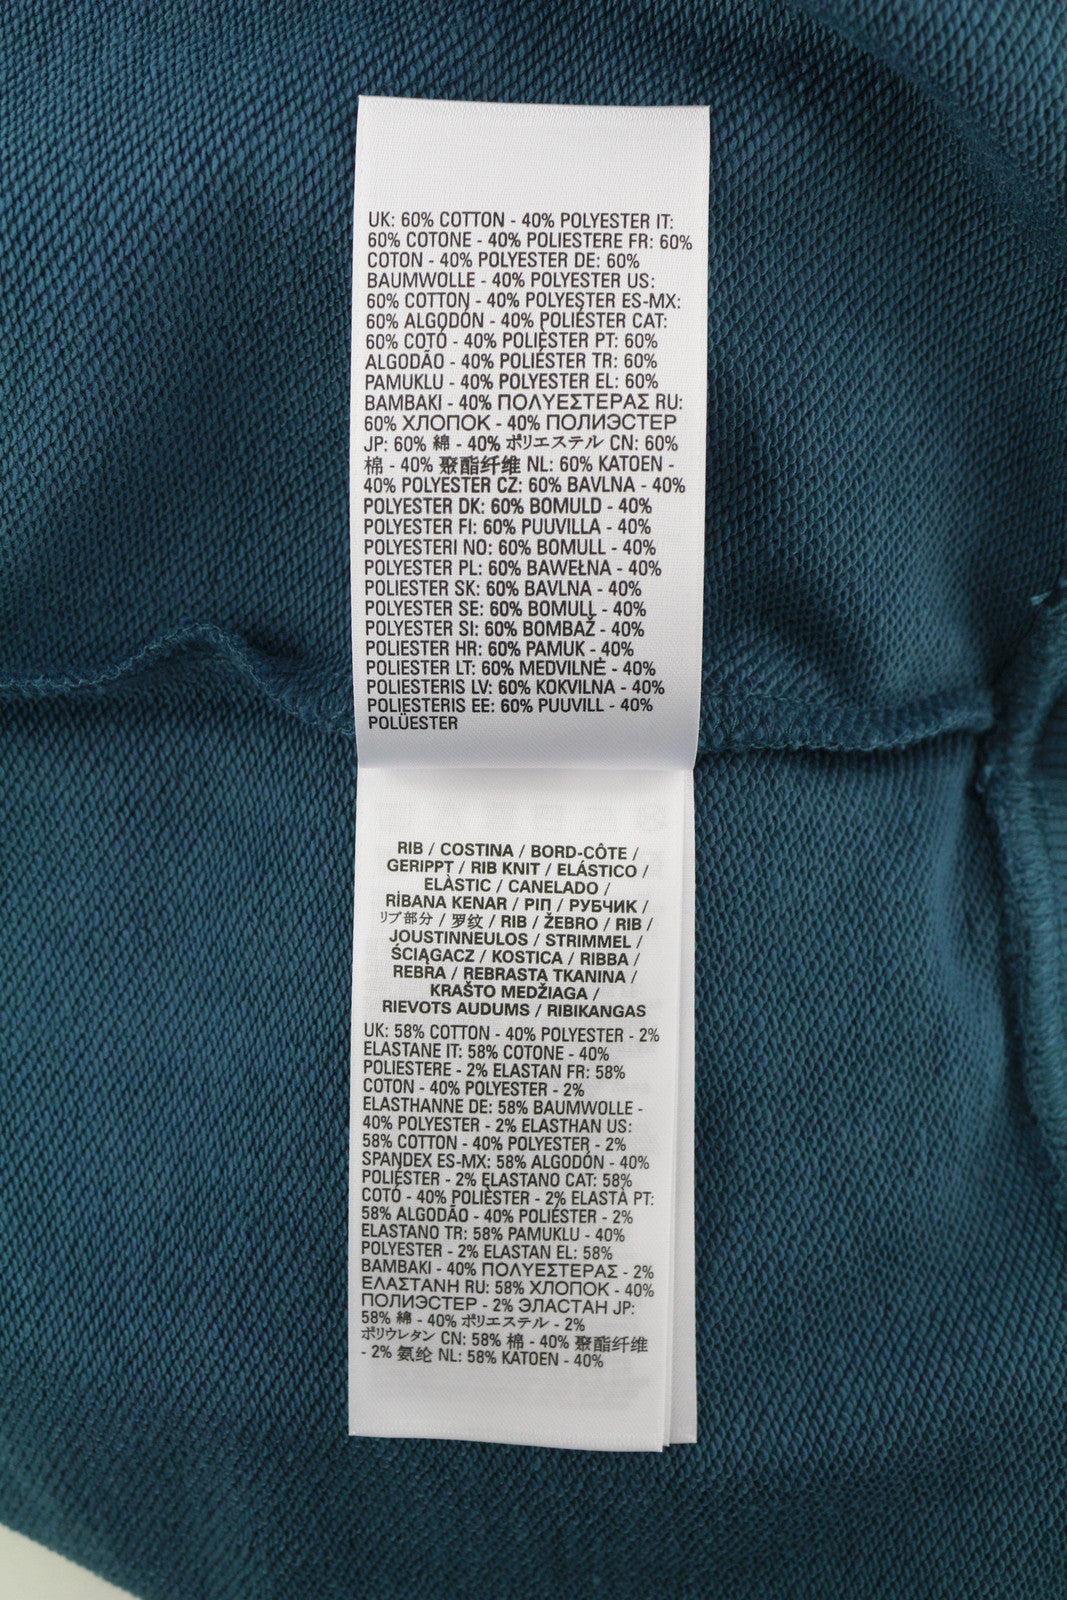 UK: 60% COTTON - 40% POLYESTER IT:
60% COTONE - 40% POLIESTERE FR: 60%
COTON - 40% POLYESTER DE: 60%
BAUMWOLLE - 40% POLYESTER US:
60% COTTON - 40% POLYESTER ES-MX:
60% ALGODÓN - 40% POLIÉSTER CAT:
60% COTÓ - 40% POLIÈSTER PT: 60%
ALGODÃO - 40% POLIÉSTER TR: 60%
PAMUKLU - 40% POLYESTER EL: 60%
ΒΑΜΒΑΚΙ - 40% ΠΟΛΥΕΣΤΕΡΑΣ RU:
60% ХЛОПОК - 40% ПОЛИЭСТЕР
JP: 60% 綿 - 40% ポリエステル CN: 60%
棉 - 40% 聚酯纤维 NL: 60% KATOEN -
40% POLYESTER CZ: 60% BAVLNA - 40%
POLYESTER DK: 60% BOMULD - 40%
POLYESTER FI: 60% PUUVILLA - 40%
POLYESTERI NO: 60% BOMULL - 40%
POLYESTER PL: 60% BAWEŁNA - 40%
POLIESTER SK: 60% BAVLNA - 40%
POLYESTER SE: 60% BOMULL - 40%
POLYESTER SI: 60% BOMBAŽ - 40%
POLIESTER HR: 60% PAMUK - 40%
POLIESTER LT: 60% MEDVILNĖ - 40%
POLIESTERIS LV: 60% KOKVILNA - 40%
POLIESTERIS EE: 60% PUUVILL - 40%
POLÜESTER
RIB / COSTINA / BORD-CÔTE /
GERIPPT / RIB KNIT / ELÁSTICO /
ELÀSTIC / CANELADO /
RİBANA KENAR / ΡΙΠ / РУБЧИК /
リブ部分 / 罗纹 / RIB / ŽEBRO / RIB /
JOUSTINNEULOS / STRIMMEL /
ŚCIĄGACZ / KOSTICA / RIBBA /
REBRA / REBRASTA TKANINA /
KRAŠTO MEDŽIAGA /
RIEVOTS AUDUMS / RIBIKANGAS
UK: 58% COTTON - 40% POLYESTER - 2%
ELASTANE IT: 58% COTONE - 40%
POLIESTERE - 2% ELASTAN FR: 58%
COTON - 40% POLYESTER - 2%
ELASTHANNE DE: 58% BAUMWOLLE -
40% POLYESTER - 2% ELASTHAN US:
58% COTTON - 40% POLYESTER - 2%
SPANDEX ES-MX: 58% ALGODÓN - 40%
POLIÉSTER - 2% ELASTANO CAT: 58%
COTÓ - 40% POLIÈSTER - 2% ELASTÀ PT:
58% ALGODÃO - 40% POLIÉSTER - 2%
ELASTANO TR: 58% PAMUKLU - 40%
POLYESTER - 2% ELASTAN EL: 58%
ΒΑΜΒΑΚΙ - 40% ΠΟΛΥΕΣΤΕΡΑΣ - 2%
ΕΛΑΣΤΑΝΗ RU: 58% ХЛОПОК - 40%
ПОЛИЭСТЕР - 2% ЭЛАСТАН JP:
58% 綿 - 40% ポリエステル - 2%
ポリウレタン CN: 58% 棉 - 40% 聚酯纤维
- 2% 氨纶 NL: 58% KATOEN - 40%